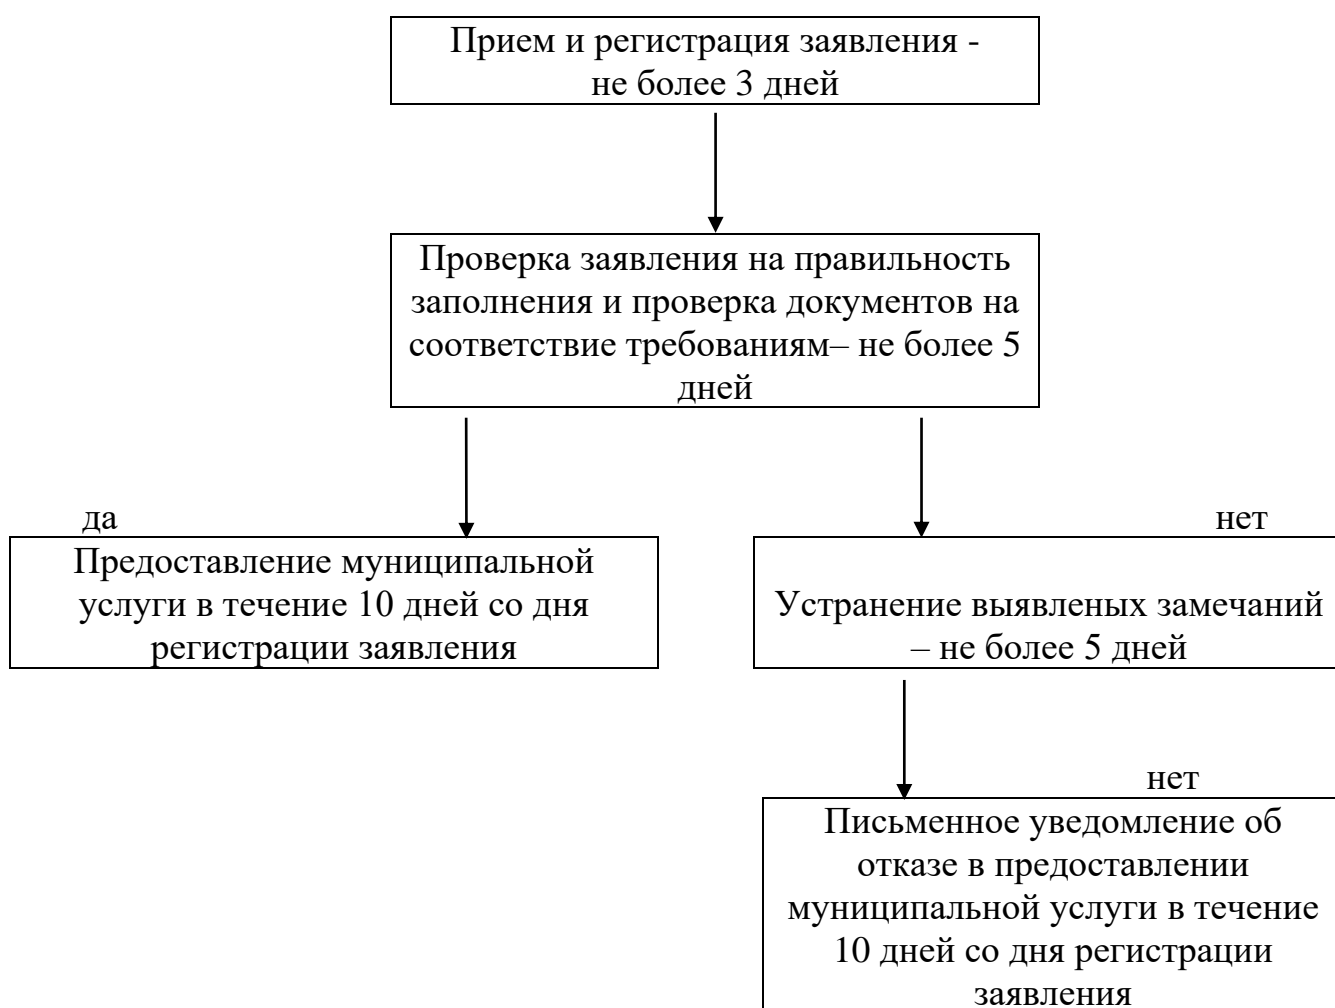 Прием и регистрация заявления -
не более 3 дней
Проверка заявления на правильность
заполнения и проверка документов на
соответствие требованиям– не более 5
дней
да
нет
Предоставление муниципальной
услуги в течение 10 дней со дня
регистрации заявления
Устранение выявленых замечаний
– не более 5 дней
нет
Письменное уведомление об
отказе в предоставлении
муниципальной услуги в течение
10 дней со дня регистрации
заявления